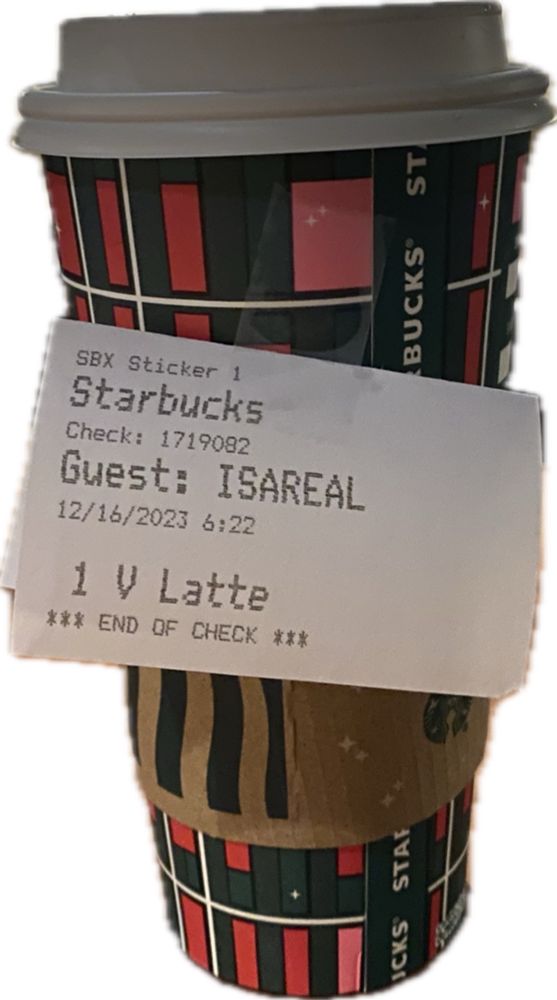 STARBUCKS®
SBX Sticker 1
Starbucks
Check: 1719082
Guest: ISAREAL
12/16/2023 6:22
1 V Latte
*** END OF CHECK ***